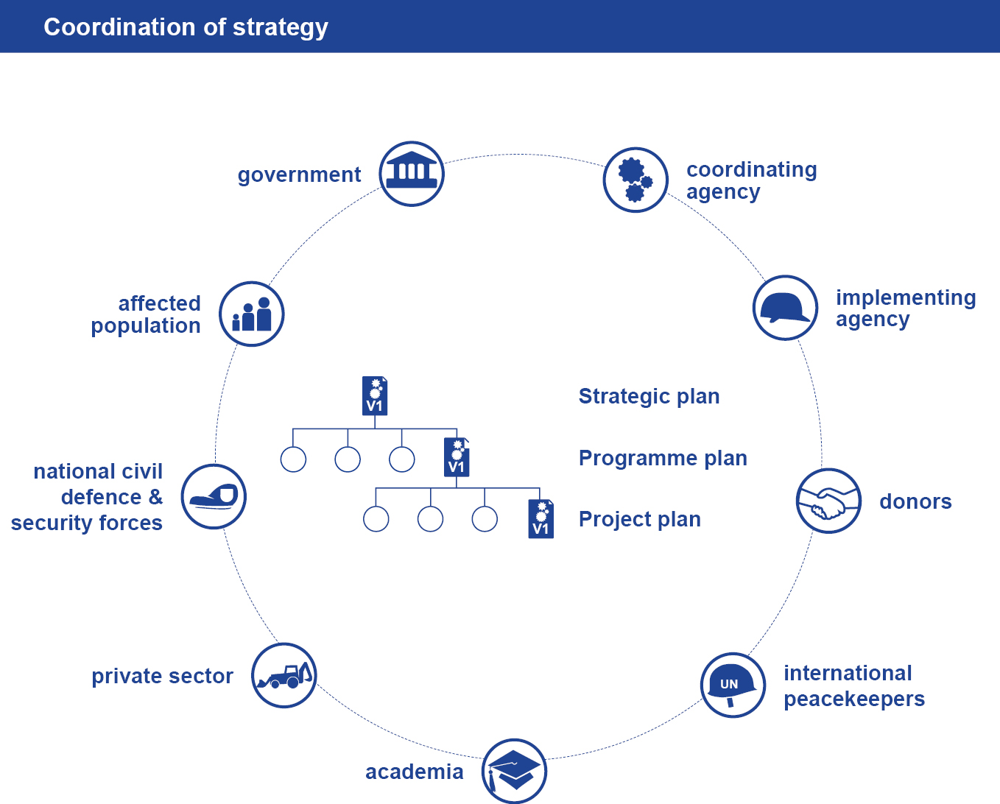 Coordination of strategy
government
coordinating
agency
affected
population
implementing
agency
V1
Strategic plan
V1
Programme plan
national civil
defence &
security forces
donors
V1
Project plan
private sector
UN
international
peacekeepers
academia